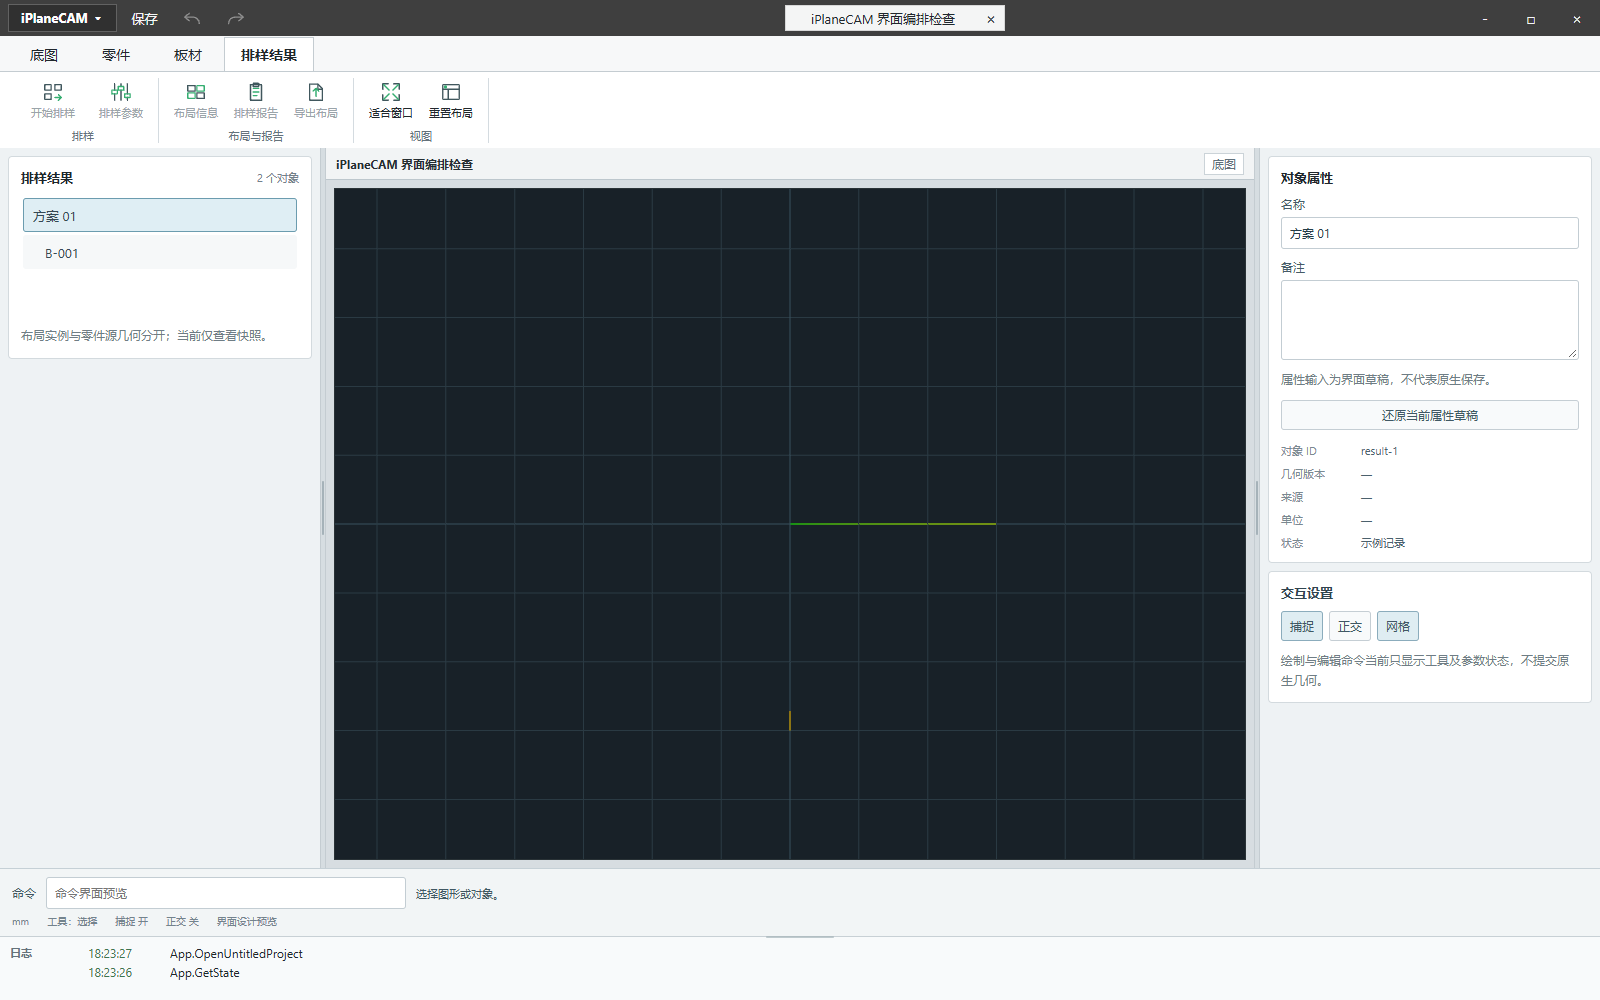 iPlaneCAM 保存 iPlaneCAM 界面编排检查
底图 零件 板材 排样结果
开始排样 排样参数 布局信息 排样报告 导出布局 适合窗口 重置布局
排样 布局与报告 视图
排样结果 2 个对象
方案 01
B-001
布局实例与零件源几何分开；当前仅查看快照。
iPlaneCAM 界面编排检查 底图
对象属性
名称
方案 01
备注
属性输入为界面草稿，不代表原生保存。
还原当前属性草稿
对象 ID result-1
几何版本 —
来源 —
单位 —
状态 示例记录
交互设置
捕捉 正交 网格
绘制与编辑命令当前只显示工具及参数状态，不提交原
生几何。
命令 命令界面预览 选择图形或对象。
mm 工具：选择 捕捉 开 正交 关 界面设计预览
日志 18:23:27 App.OpenUntitledProject
18:23:26 App.GetState